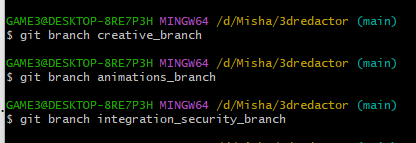 GAME3@DESKTOP-8RE7P3H MINGW64 /d/Misha/3dredactor (main)
$ git branch creative_branch
GAME3@DESKTOP-8RE7P3H MINGW64 /d/Misha/3dredactor (main)
$ git branch animations_branch
GAME3@DESKTOP-8RE7P3H MINGW64 /d/Misha/3dredactor (main)
$ git branch integration_security_branch